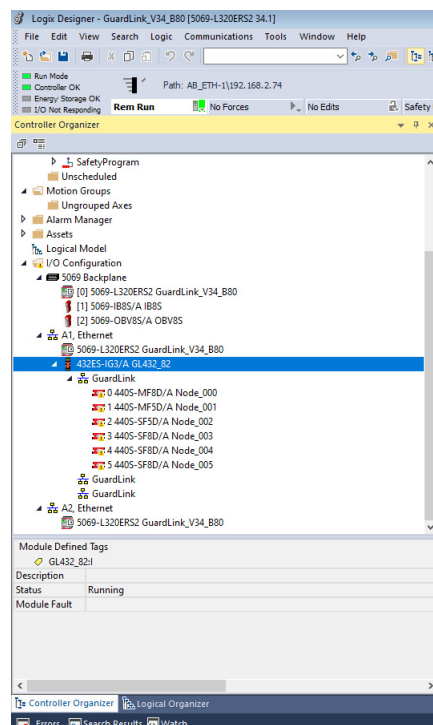 Logix Designer - GuardLink_V34_B80 [5069-L320ERS2 34.1]
File Edit View Search Logic Communications Tools Window Help
Run Mode
Controller OK
Energy Storage OK
I/O Not Responding
Path: AB_ETH-1\192.168.2.74
Rem Run No Forces No Edits Safety
Controller Organizer
SafetyProgram
Unscheduled
Motion Groups
Ungrouped Axes
Alarm Manager
Assets
Logical Model
I/O Configuration
5069 Backplane
[0] 5069-L320ERS2 GuardLink_V34_B80
[1] 5069-IB8S/A IB8S
[2] 5069-OBV8S/A OBV8S
A1, Ethernet
5069-L320ERS2 GuardLink_V34_B80
432ES-IG3/A GL432_82
GuardLink
0 440S-MF8D/A Node_000
1 440S-MF5D/A Node_001
2 440S-SF5D/A Node_002
3 440S-SF8D/A Node_003
4 440S-SF8D/A Node_004
5 440S-SF8D/A Node_005
GuardLink
GuardLink
A2, Ethernet
5069-L320ERS2 GuardLink_V34_B80
Module Defined Tags
GL432_82:I
Description
Status Running
Module Fault
Controller Organizer Logical Organizer
Errors Search Results Watch